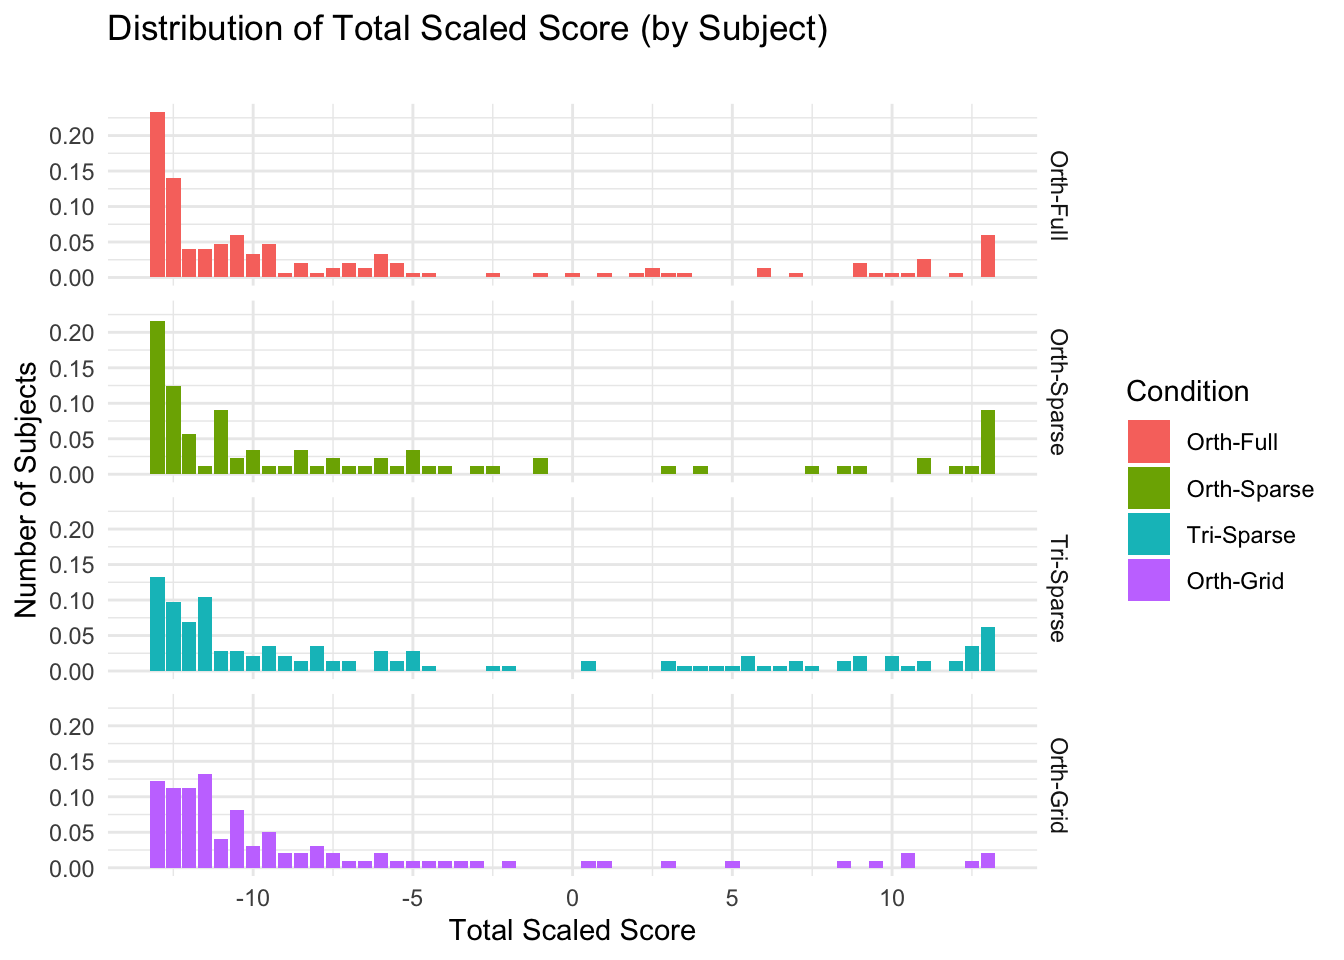 Distribution of Total Scaled Score (by Subject)
Number of Subjects
0.20
0.15
0.10
0.05
0.00
Orth-Full
0.20
0.15
0.10
0.05
0.00
Orth-Sparse
0.20
0.15
0.10
0.05
0.00
Tri-Sparse
0.20
0.15
0.10
0.05
0.00
Orth-Grid
-10 -5 0 5 10
Total Scaled Score
Condition
Orth-Full
Orth-Sparse
Tri-Sparse
Orth-Grid